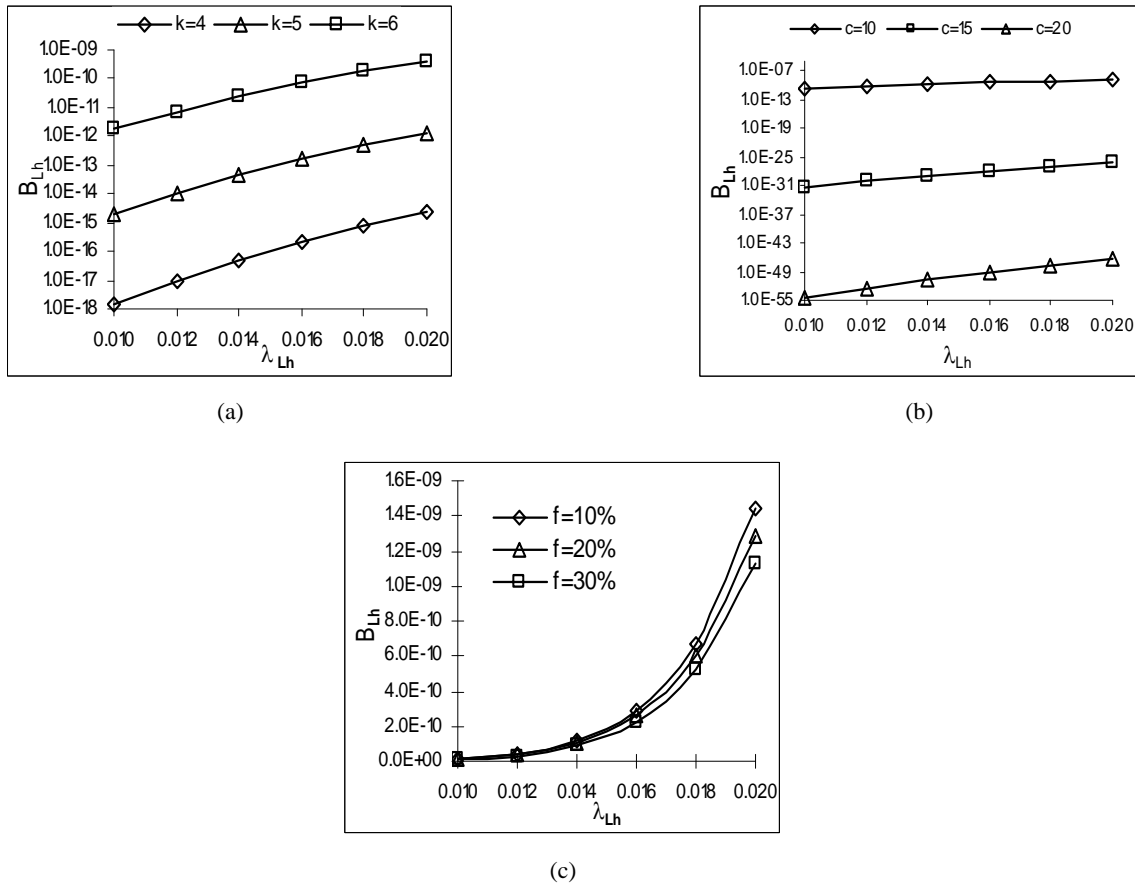 k=4 k=5 k=6
1.0E-09
1.0E-10
1.0E-11
1.0E-12
1.0E-13
1.0E-14
1.0E-15
1.0E-16
1.0E-17
1.0E-18
B_Lh
0.010 0.012 0.014 0.016 0.018 0.020
λ_Lh
(a)
c=10 c=15 c=20
1.0E-07
1.0E-13
1.0E-19
1.0E-25
1.0E-31
1.0E-37
1.0E-43
1.0E-49
1.0E-55
B_Lh
0.010 0.012 0.014 0.016 0.018 0.020
λ_Lh
(b)
1.6E-09
1.4E-09
1.2E-09
1.0E-09
8.0E-10
6.0E-10
4.0E-10
2.0E-10
0.0E+00
B_Lh
f=10%
f=20%
f=30%
0.010 0.012 0.014 0.016 0.018 0.020
λ_Lh
(c)